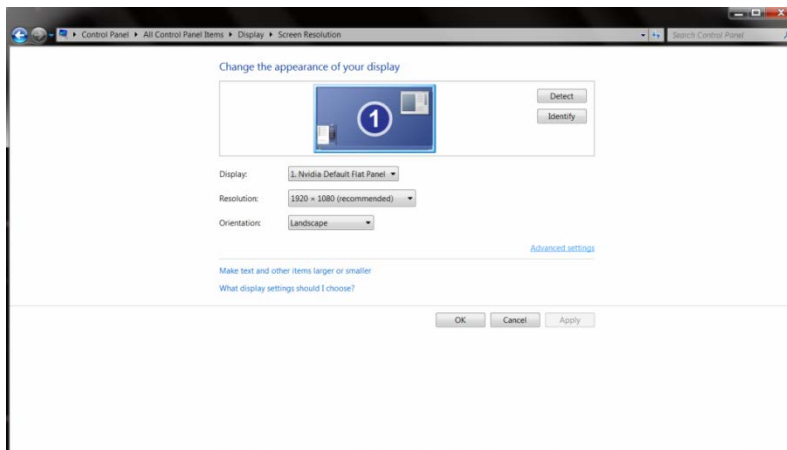 Control Panel ▸ All Control Panel Items ▸ Display ▸ Screen Resolution
Search Control Panel
Change the appearance of your display
1
Detect
Identify
Display: 1. Nvidia Default Flat Panel
Resolution: 1920 × 1080 (recommended)
Orientation: Landscape
Advanced settings
Make text and other items larger or smaller
What display settings should I choose?
OK Cancel Apply